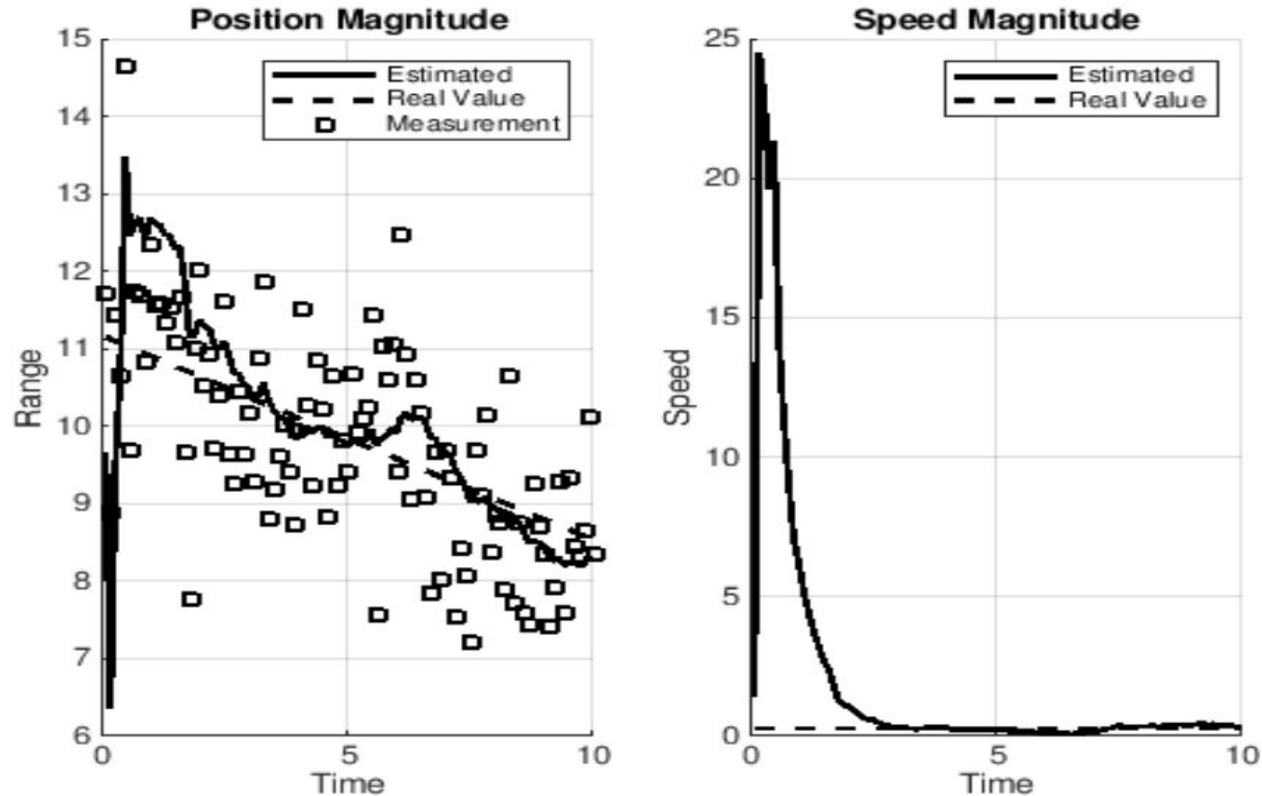 Position Magnitude
15
14
13
12
11
10
9
8
7
6
Range
0
5
10
Time
Estimated
Real Value
Measurement
Speed Magnitude
25
20
15
10
5
0
Speed
0
5
10
Time
Estimated
Real Value